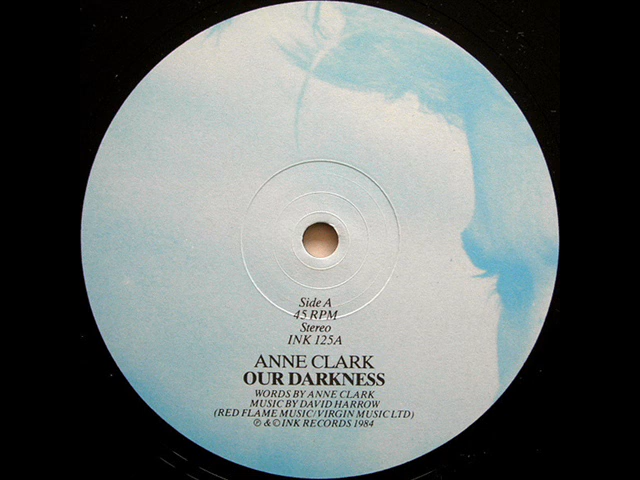 Side A
45 RPM
Stereo
INK 125A
ANNE CLARK
OUR DARKNESS
WORDS BY ANNE CLARK
MUSIC BY DAVID HARROW
(RED FLAME MUSIC/VIRGIN MUSIC LTD)
℗ & © INK RECORDS 1984